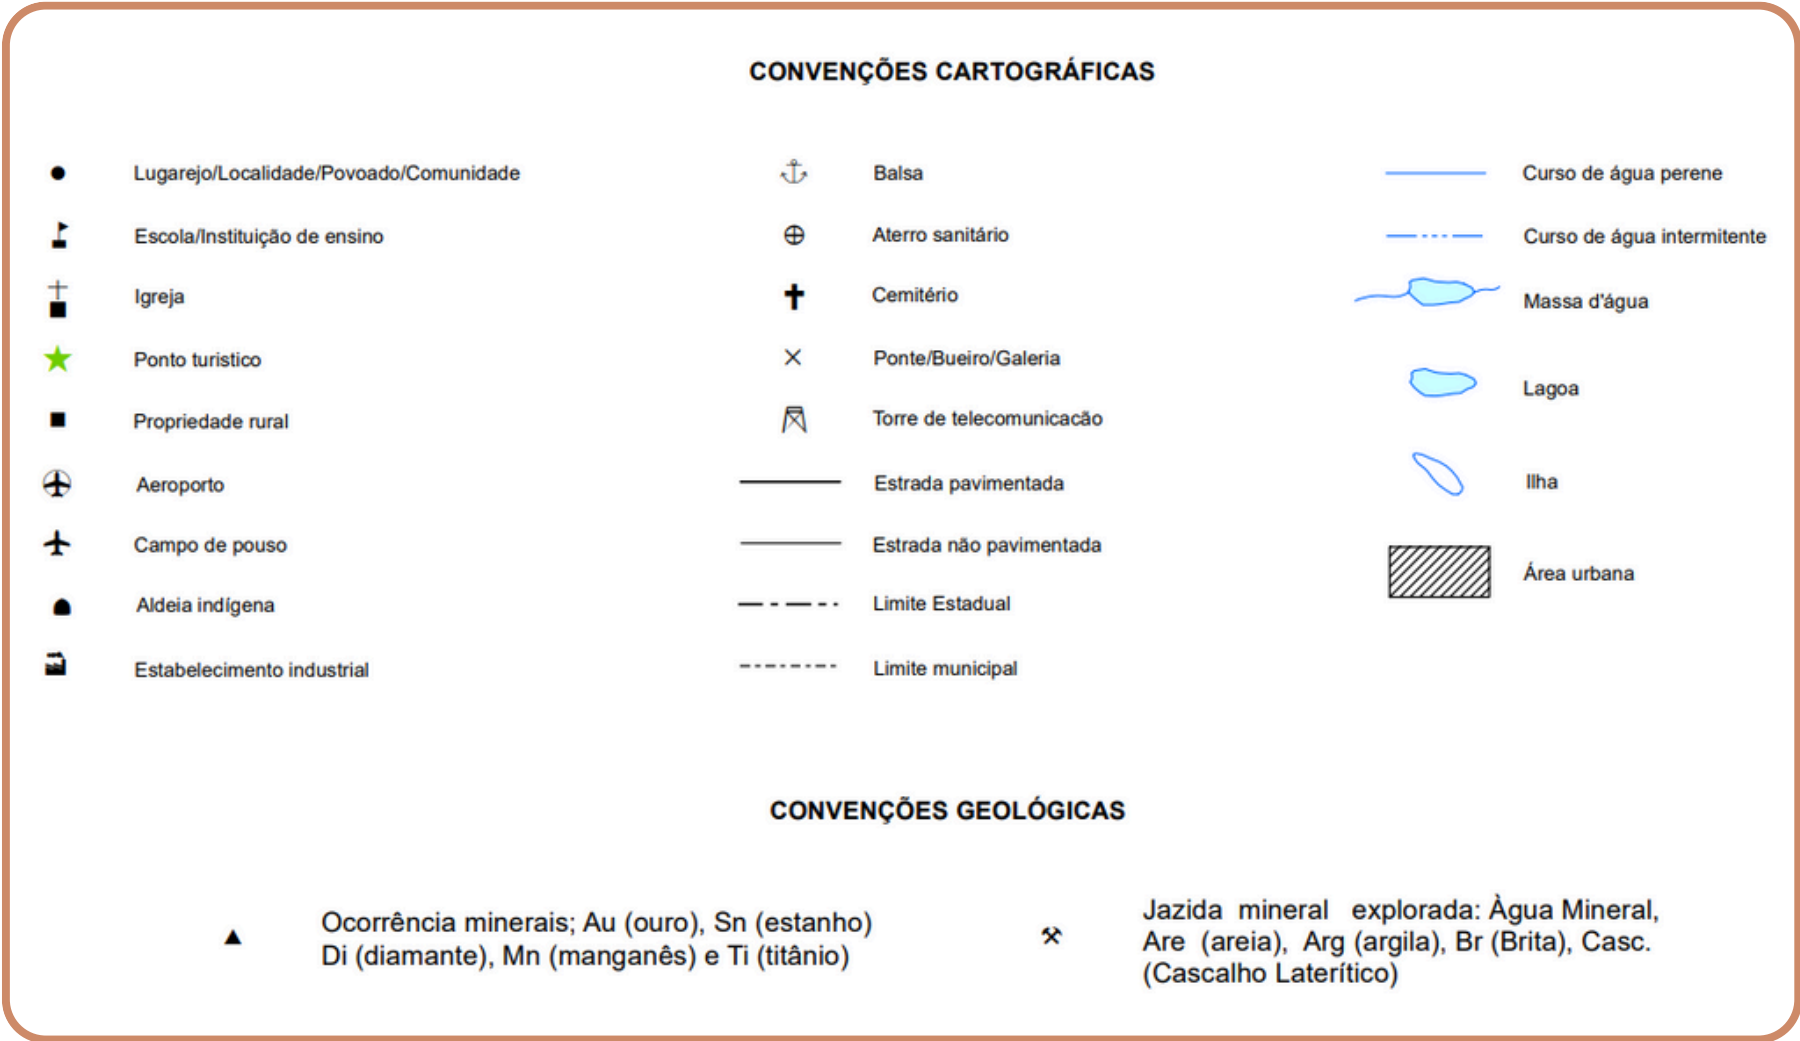 CONVENÇÕES CARTOGRÁFICAS
Lugarejo/Localidade/Povoado/Comunidade
Escola/Instituição de ensino
Igreja
Ponto turistico
Propriedade rural
Aeroporto
Campo de pouso
Aldeia indígena
Estabelecimento industrial
Balsa
Aterro sanitário
Cemitério
Ponte/Bueiro/Galeria
Torre de telecomunicacão
Estrada pavimentada
Estrada não pavimentada
Limite Estadual
Limite municipal
Curso de água perene
Curso de água intermitente
Massa d'água
Lagoa
Ilha
Área urbana
CONVENÇÕES GEOLÓGICAS
Ocorrência minerais; Au (ouro), Sn (estanho)
Di (diamante), Mn (manganês) e Ti (titânio)
Jazida mineral explorada: Àgua Mineral,
Are (areia), Arg (argila), Br (Brita), Casc.
(Cascalho Laterítico)